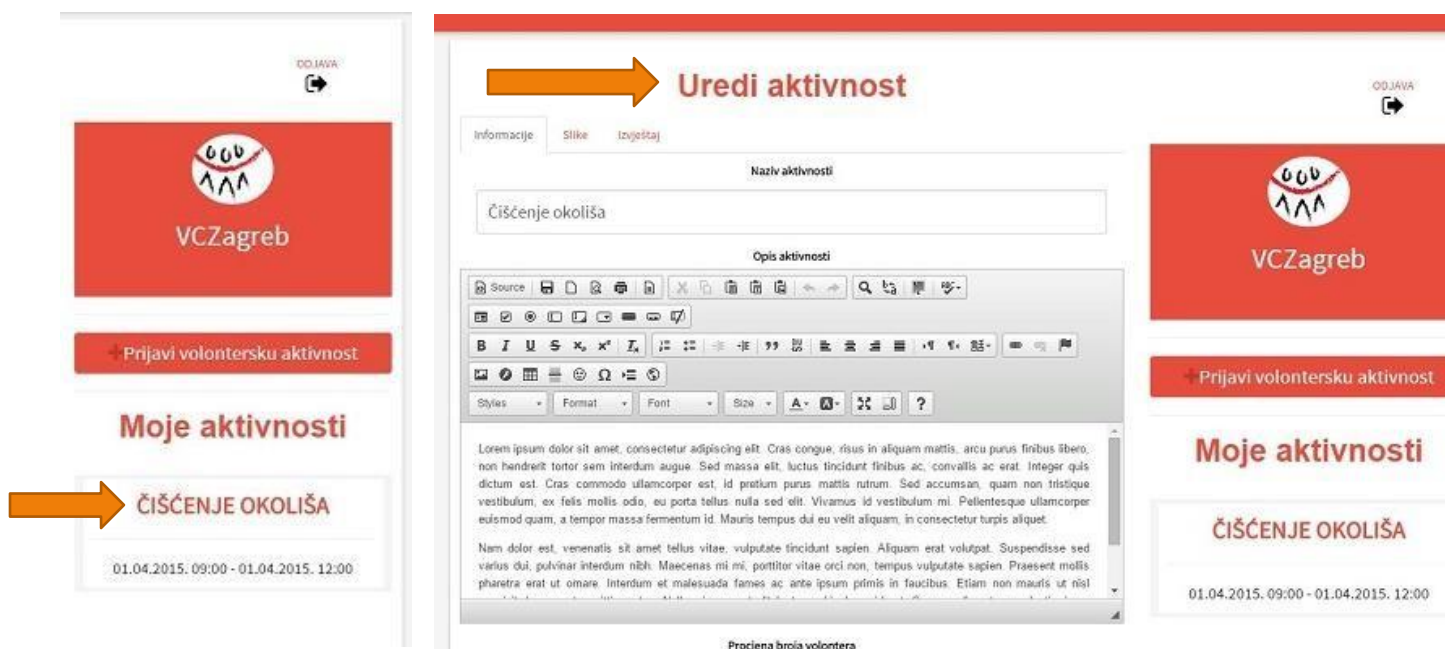 ODJAVA
VCZagreb
+Prijavi volontersku aktivnost
Moje aktivnosti
ČIŠĆENJE OKOLIŠA
01.04.2015. 09:00 - 01.04.2015. 12:00
Uredi aktivnost
Informacije Slike Izvještaj
Naziv aktivnosti
Čišćenje okoliša
Opis aktivnosti
Source
B I U S x₂ x² Tx
Styles Format Font Size A A ?
Lorem ipsum dolor sit amet, consectetur adipiscing elit. Cras congue, risus in aliquam mattis, arcu purus finibus libero,
non hendrerit tortor sem interdum augue. Sed massa elit, luctus tincidunt finibus ac, convallis ac erat. Integer quis
dictum est. Cras commodo ullamcorper est, id pretium purus mattis rutrum. Sed accumsan, quam non tristique
vestibulum, ex felis mollis odio, eu porta tellus nulla sed elit. Vivamus id vestibulum mi. Pellentesque ullamcorper
euismod quam, a tempor massa fermentum id. Mauris tempus dui eu velit aliquam, in consectetur turpis aliquet.
Nam dolor est, venenatis sit amet tellus vitae, vulputate tincidunt sapien. Aliquam erat volutpat. Suspendisse sed
varius dui, pulvinar interdum nibh. Maecenas mi mi, porttitor vitae orci non, tempus vulputate sapien. Praesent mollis
pharetra erat ut ornare. Interdum et malesuada fames ac ante ipsum primis in faucibus. Etiam non mauris ut nisl
Procjena broja volontera
ODJAVA
VCZagreb
+Prijavi volontersku aktivnost
Moje aktivnosti
ČIŠĆENJE OKOLIŠA
01.04.2015. 09:00 - 01.04.2015. 12:00